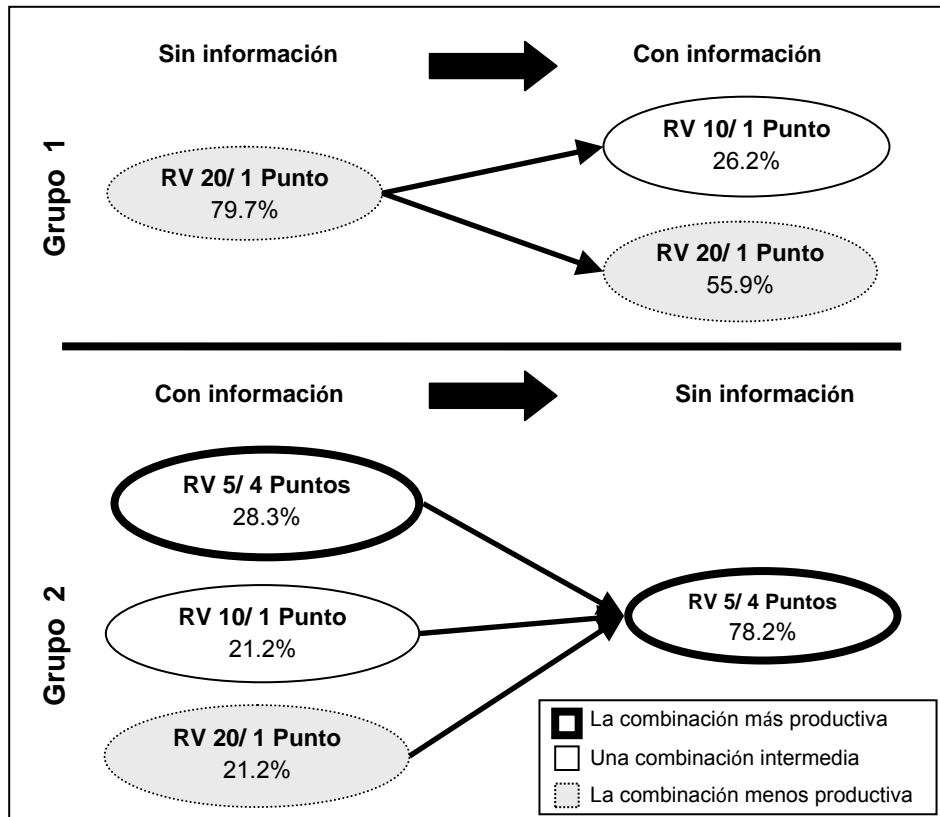 Sin información
Con información
Grupo 1
RV 20/ 1 Punto
79.7%
RV 10/ 1 Punto
26.2%
RV 20/ 1 Punto
55.9%
Con información
Sin información
Grupo 2
RV 5/ 4 Puntos
28.3%
RV 10/ 1 Punto
21.2%
RV 20/ 1 Punto
21.2%
RV 5/ 4 Puntos
78.2%
La combinación más productiva
Una combinación intermedia
La combinación menos productiva